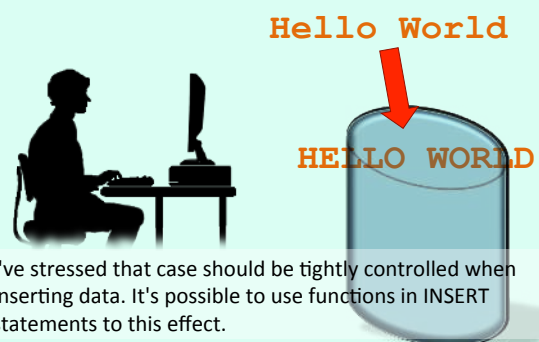 Hello World
HELLO WORLD
've stressed that case should be tightly controlled when
nserting data. It's possible to use functions in INSERT
tatements to this effect.